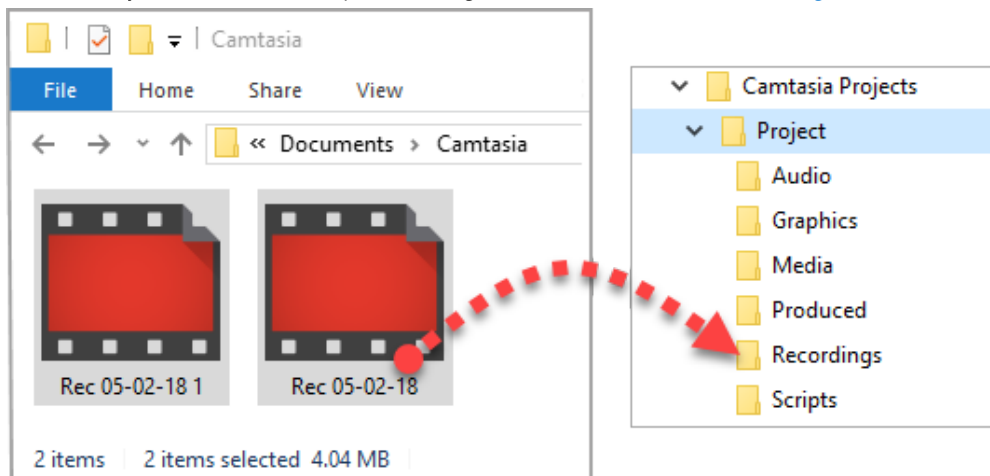 Camtasia
File Home Share View
« Documents › Camtasia
Rec 05-02-18 1
Rec 05-02-18
2 items 2 items selected 4.04 MB
Camtasia Projects
Project
Audio
Graphics
Media
Produced
Recordings
Scripts